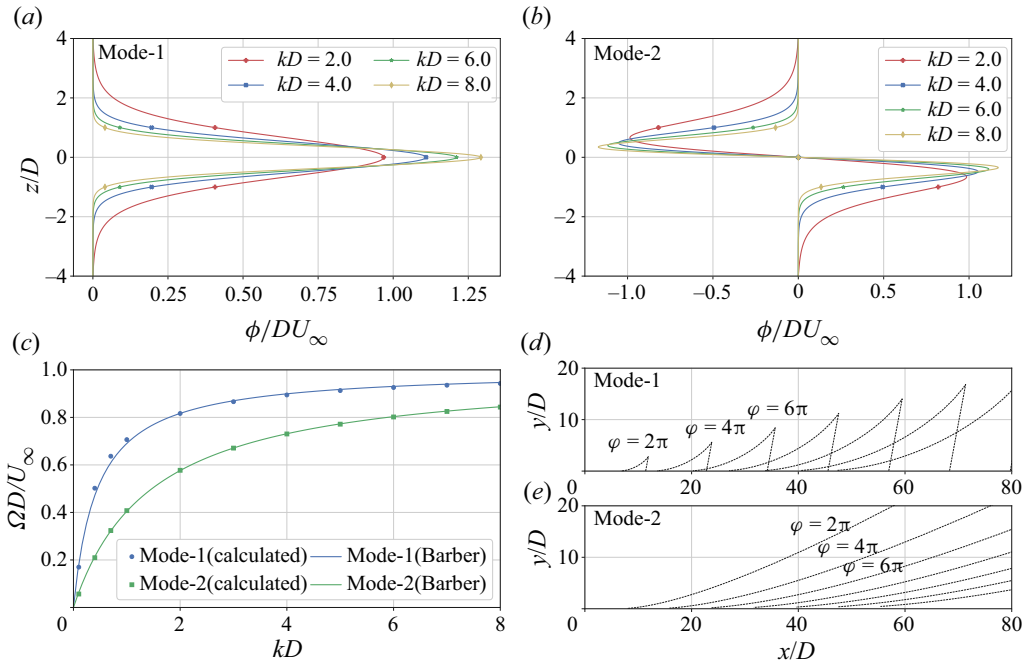 (a)
Mode-1
kD = 2.0
kD = 4.0
kD = 6.0
kD = 8.0
4
2
0
−2
−4
z/D
0
0.25
0.50
0.75
1.00
1.25
ϕ/DU∞
(b)
Mode-2
kD = 2.0
kD = 4.0
kD = 6.0
kD = 8.0
4
2
0
−2
−4
−1.0
−0.5
0
0.5
1.0
ϕ/DU∞
(c)
1.0
0.8
0.6
0.4
0.2
ΩD/U∞
Mode-1(calculated)
Mode-2(calculated)
Mode-1(Barber)
Mode-2(Barber)
0
2
4
6
8
kD
(d)
20
10
y/D
Mode-1
φ = 2π
φ = 4π
φ = 6π
0
20
40
60
80
(e)
20
10
y/D
Mode-2
φ = 2π
φ = 4π
φ = 6π
0
20
40
60
80
x/D